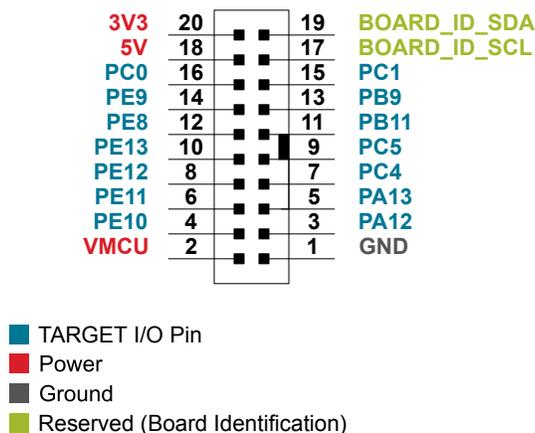 3V3 20 19 BOARD_ID_SDA
5V 18 17 BOARD_ID_SCL
PC0 16 15 PC1
PE9 14 13 PB9
PE8 12 11 PB11
PE13 10 9 PC5
PE12 8 7 PC4
PE11 6 5 PA13
PE10 4 3 PA12
VMCU 2 1 GND
TARGET I/O Pin
Power
Ground
Reserved (Board Identification)